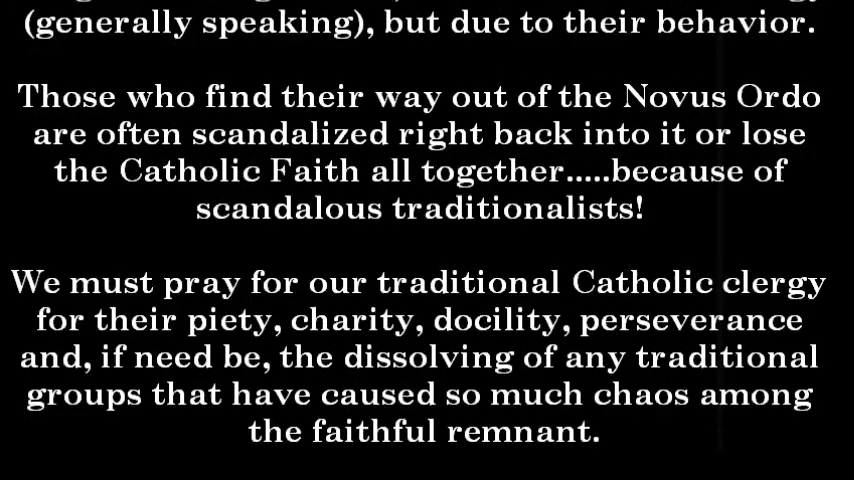 (generally speaking), but due to their behavior.
Those who find their way out of the Novus Ordo
are often scandalized right back into it or lose
the Catholic Faith all together.....because of
scandalous traditionalists!
We must pray for our traditional Catholic clergy
for their piety, charity, docility, perseverance
and, if need be, the dissolving of any traditional
groups that have caused so much chaos among
the faithful remnant.